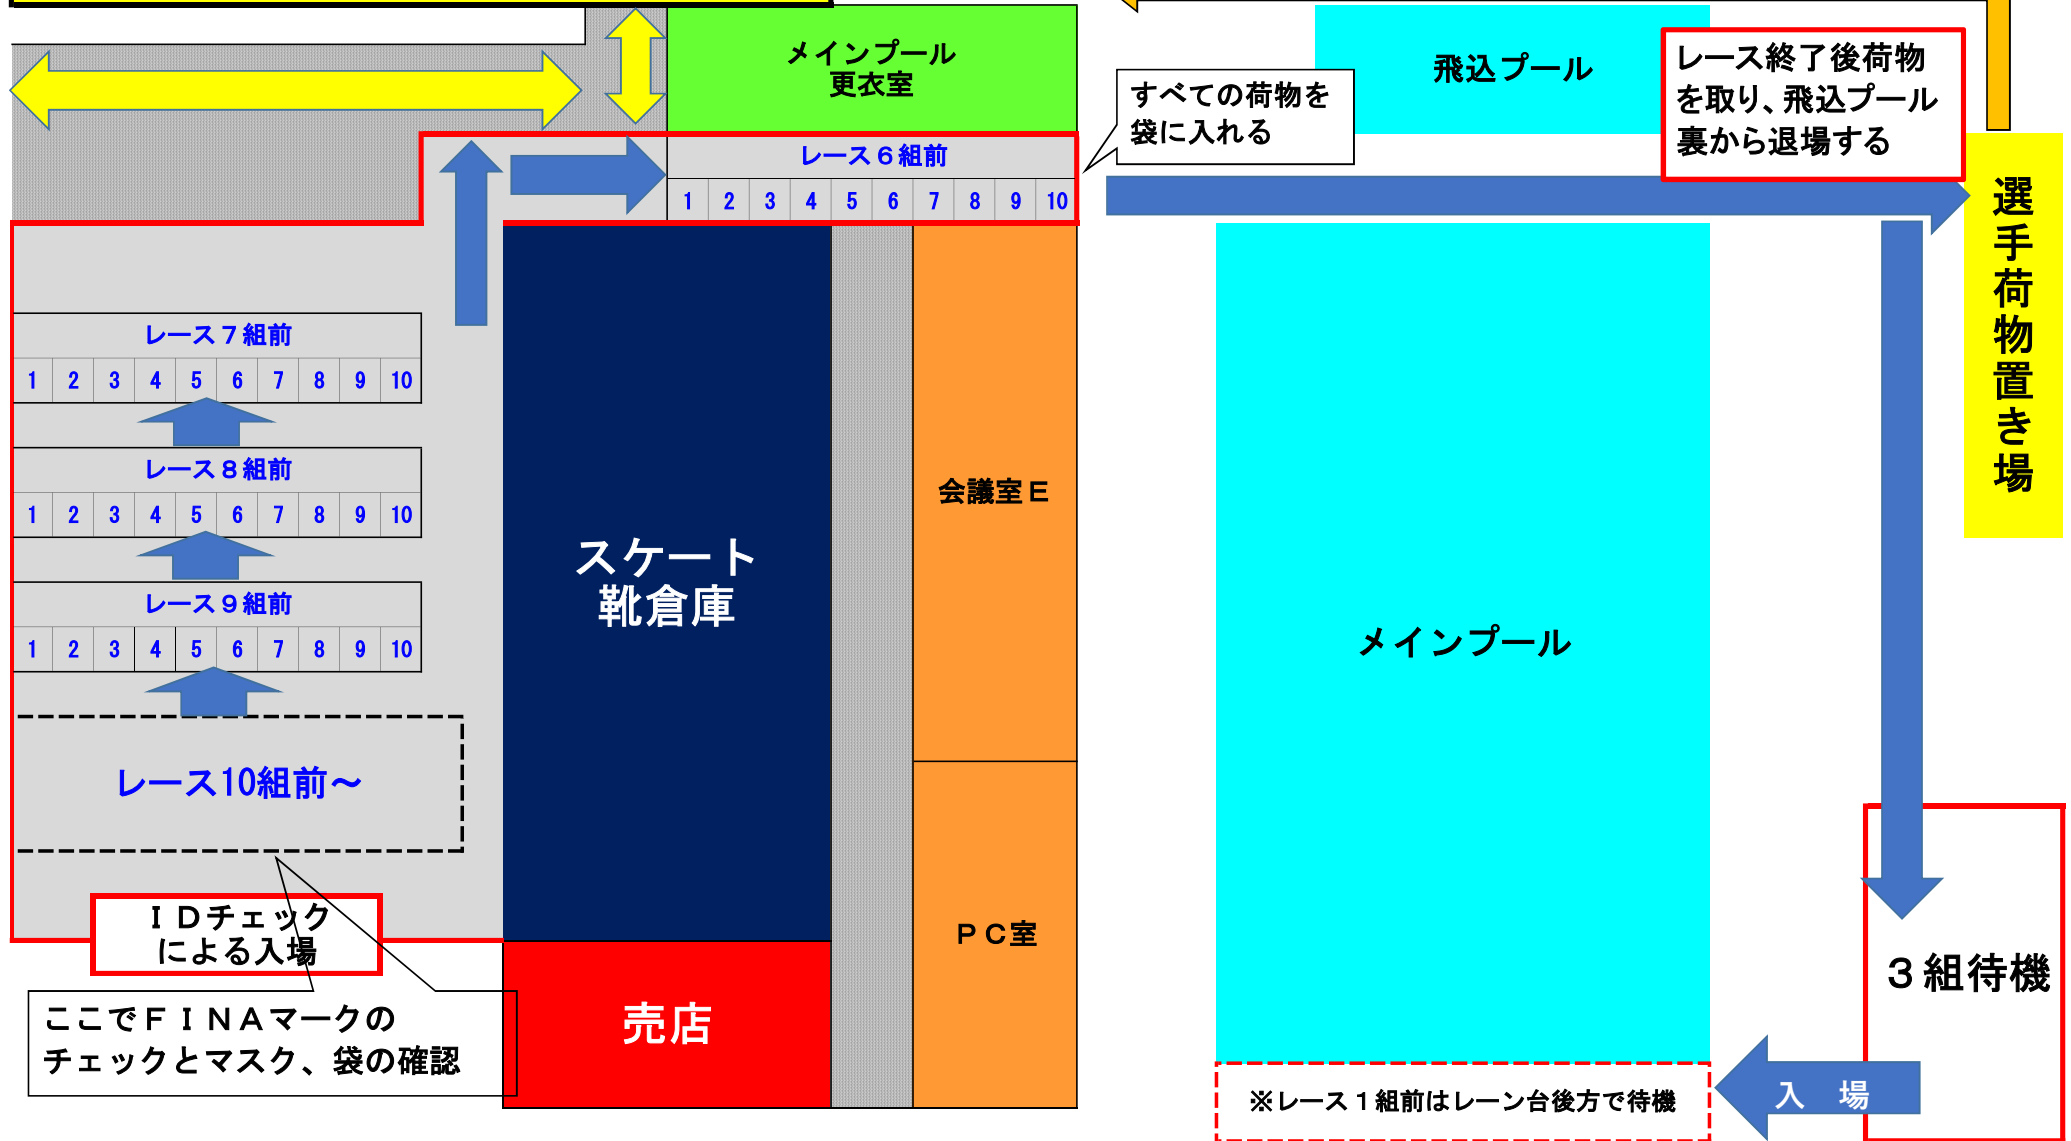 メインプール
更衣室
飛込プール
レース終了後荷物
を取り、飛込プール
裏から退場する
すべての荷物を
袋に入れる
レース６組前
1 2 3 4 5 6 7 8 9 10
選手荷物置き場
レース７組前
1 2 3 4 5 6 7 8 9 10
レース８組前
1 2 3 4 5 6 7 8 9 10
レース９組前
1 2 3 4 5 6 7 8 9 10
レース10組前～
ＩＤチェック
による入場
ここでＦＩＮＡマークの
チェックとマスク、袋の確認
スケート
靴倉庫
売店
会議室Ｅ
ＰＣ室
メインプール
３組待機
入　場
※レース１組前はレーン台後方で待機